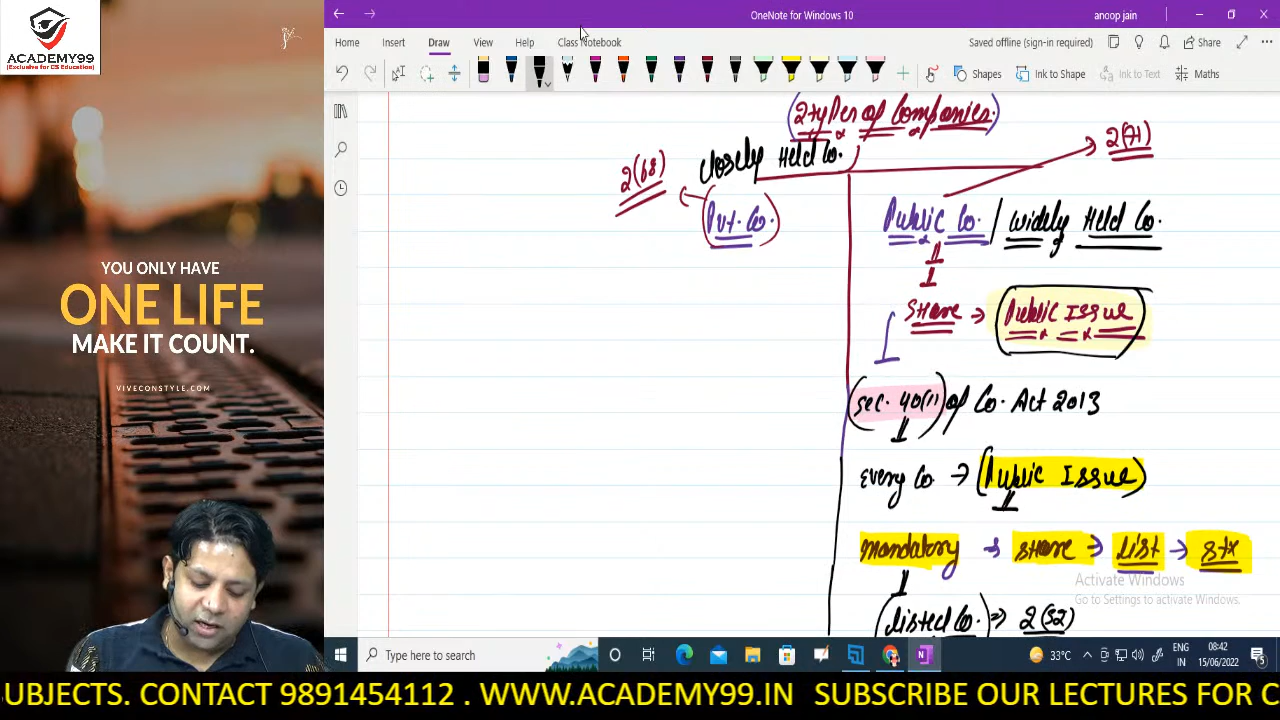 ACADEMY99
(Exclusive for CS Education)
YOU ONLY HAVE
ONE LIFE
MAKE IT COUNT.
VIVECONSTYLE.COM
OneNote for Windows 10
anoop jain
Home Insert Draw View Help Class Notebook
Saved offline (sign-in required)
Share
Shapes
Ink to Shape
Ink to Text
Maths
(2 types of Companies)
Closely Held Co.
2(68)
2(71)
(Pvt. Co.)
Public Co. / Widely Held Co.
Share → Public Issue
(Sec. 40(1)) of Co. Act 2013
Every Co. → (Public Issue)
Mandatory → Share → List → Stx
Activate Windows
Go to Settings to activate Windows.
(Listed Co.) ⇒ 2(52)
Type here to search
33°C
ENG
IN
08:42
15/06/2022
5
UBJECTS. CONTACT 9891454112 . WWW.ACADEMY99.IN SUBSCRIBE OUR LECTURES FOR C